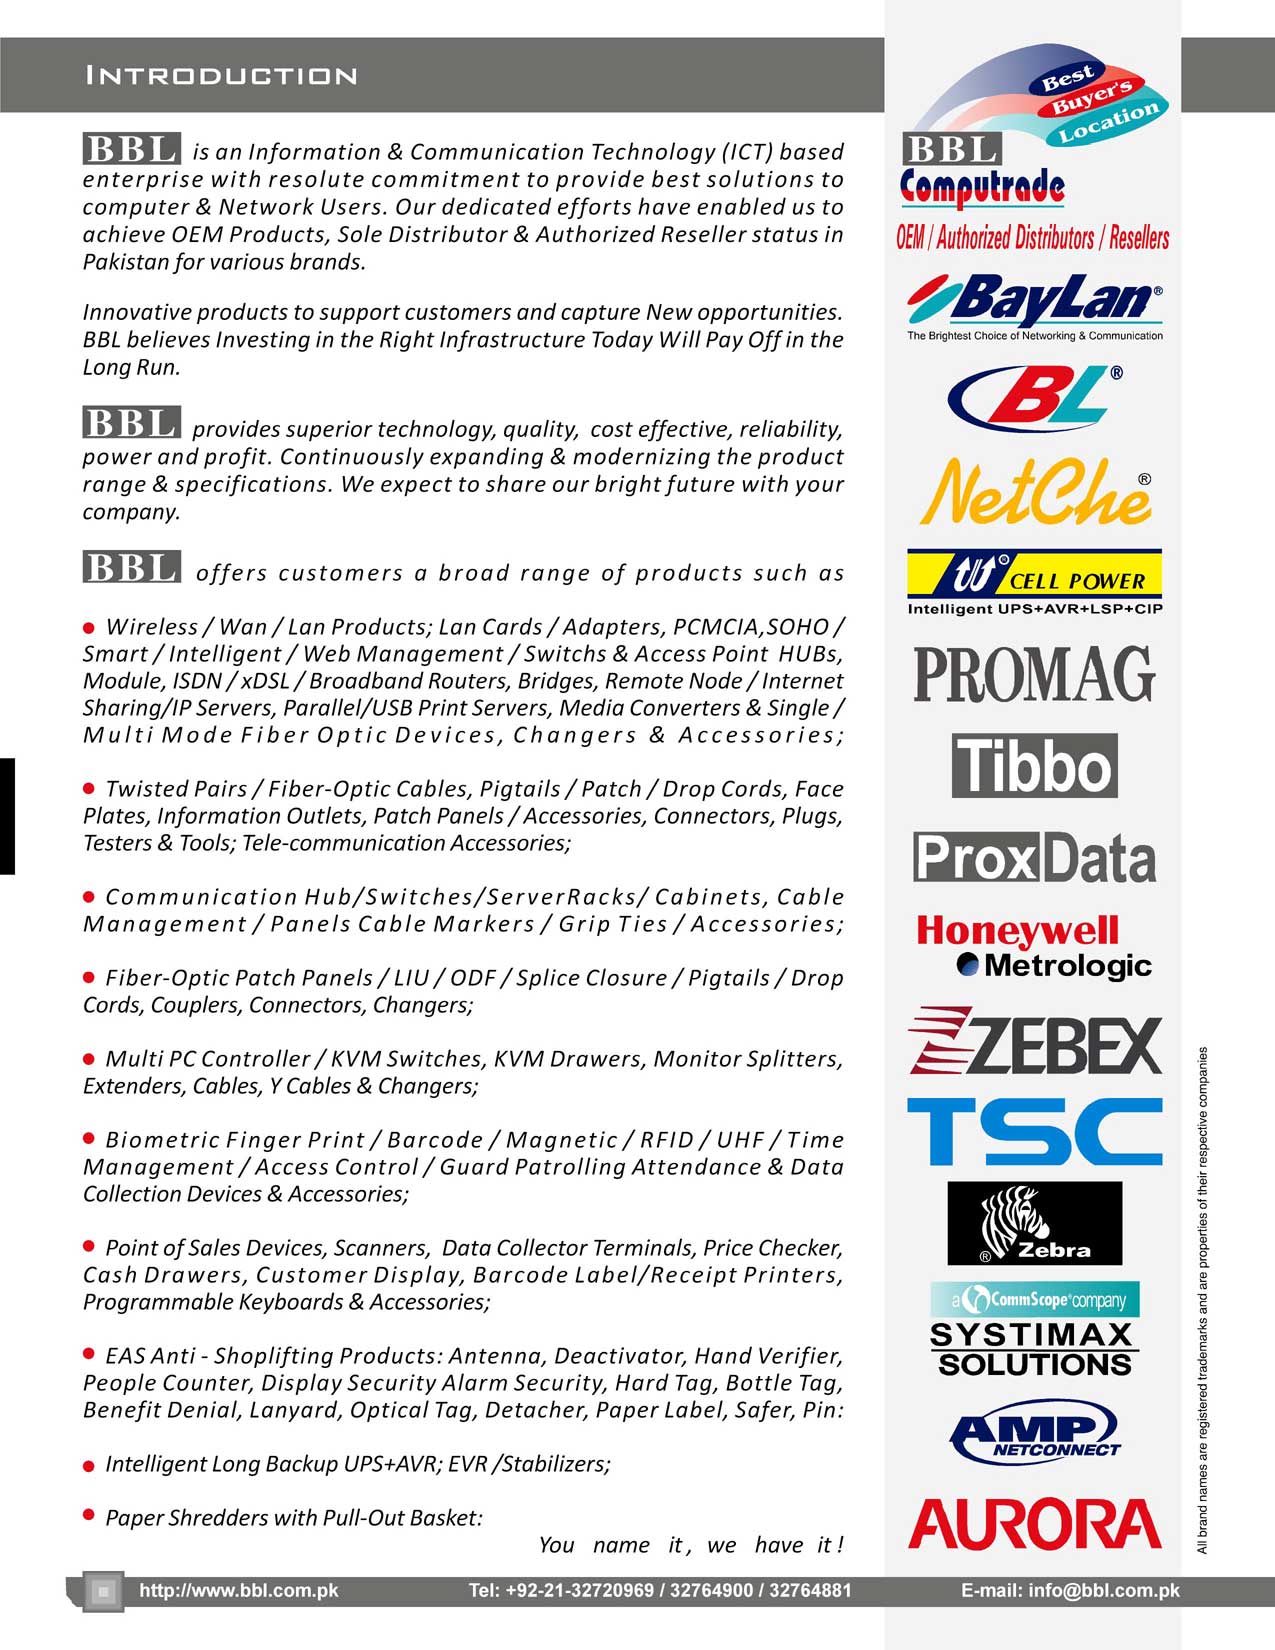 Introduction
BBL is an Information & Communication Technology (ICT) based
enterprise with resolute commitment to provide best solutions to
computer & Network Users. Our dedicated efforts have enabled us to
achieve OEM Products, Sole Distributor & Authorized Reseller status in
Pakistan for various brands.
Innovative products to support customers and capture New opportunities.
BBL believes Investing in the Right Infrastructure Today Will Pay Off in the
Long Run.
BBL provides superior technology, quality, cost effective, reliability,
power and profit. Continuously expanding & modernizing the product
range & specifications. We expect to share our bright future with your
company.
BBL offers customers a broad range of products such as
● Wireless / Wan / Lan Products; Lan Cards / Adapters, PCMCIA,SOHO /
Smart / Intelligent / Web Management / Switchs & Access Point HUBs,
Module, ISDN / xDSL / Broadband Routers, Bridges, Remote Node / Internet
Sharing/IP Servers, Parallel/USB Print Servers, Media Converters & Single /
Multi Mode Fiber Optic Devices, Changers & Accessories;
● Twisted Pairs / Fiber-Optic Cables, Pigtails / Patch / Drop Cords, Face
Plates, Information Outlets, Patch Panels / Accessories, Connectors, Plugs,
Testers & Tools; Tele-communication Accessories;
● Communication Hub/Switches/ServerRacks/ Cabinets, Cable
Management / Panels Cable Markers / Grip Ties / Accessories;
● Fiber-Optic Patch Panels / LIU / ODF / Splice Closure / Pigtails / Drop
Cords, Couplers, Connectors, Changers;
● Multi PC Controller / KVM Switches, KVM Drawers, Monitor Splitters,
Extenders, Cables, Y Cables & Changers;
● Biometric Finger Print / Barcode / Magnetic / RFID / UHF / Time
Management / Access Control / Guard Patrolling Attendance & Data
Collection Devices & Accessories;
● Point of Sales Devices, Scanners, Data Collector Terminals, Price Checker,
Cash Drawers, Customer Display, Barcode Label/Receipt Printers,
Programmable Keyboards & Accessories;
● EAS Anti - Shoplifting Products: Antenna, Deactivator, Hand Verifier,
People Counter, Display Security Alarm Security, Hard Tag, Bottle Tag,
Benefit Denial, Lanyard, Optical Tag, Detacher, Paper Label, Safer, Pin:
● Intelligent Long Backup UPS+AVR; EVR /Stabilizers;
● Paper Shredders with Pull-Out Basket:
You name it, we have it!
Best
Buyer's
Location
BBL
Computrade
OEM / Authorized Distributors / Resellers
BayLan®
The Brightest Choice of Networking & Communication
BL®
NetChe®
® CELL POWER
Intelligent UPS+AVR+LSP+CIP
PROMAG
Tibbo
ProxData
Honeywell
Metrologic
ZEBEX
TSC
® Zebra
a CommScope® company
SYSTIMAX
SOLUTIONS
AMP
NETCONNECT
AURORA
All brand names are registered trademarks and are properties of their respective companies
http://www.bbl.com.pk Tel: +92-21-32720969 / 32764900 / 32764881 E-mail: info@bbl.com.pk